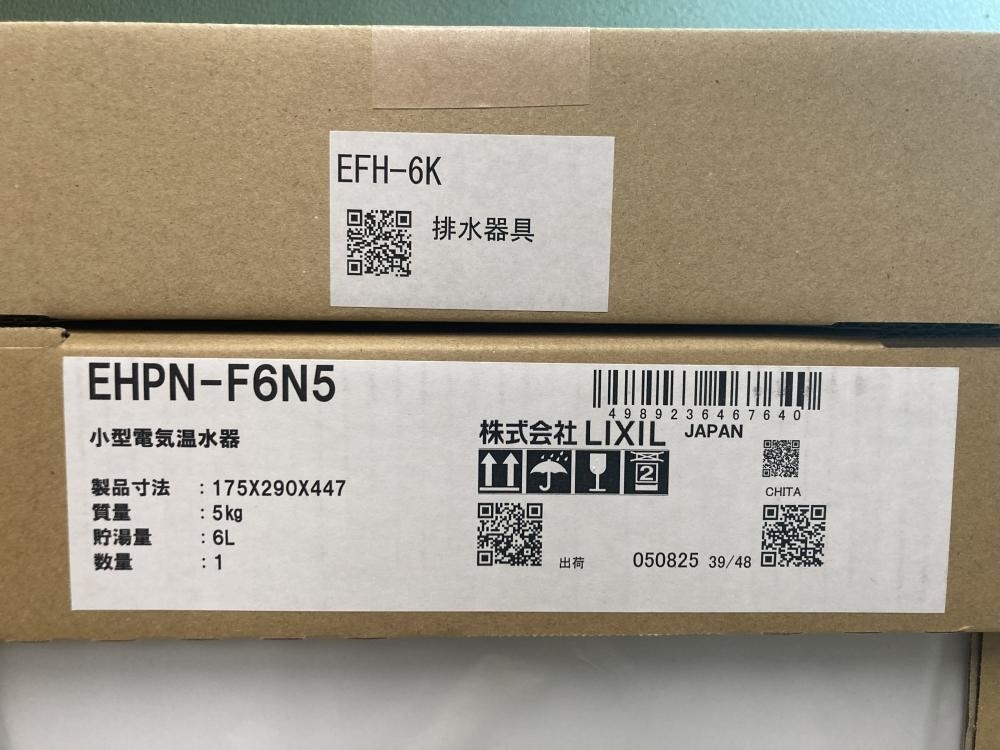 EFH-6K
排水器具
EHPN-F6N5
小型電気温水器
製品寸法 :175X290X447
質量 :5kg
貯湯量 :6L
数量 :1
4989236467640
株式会社 LIXIL JAPAN
2
CHITA
出荷 050825 39/48